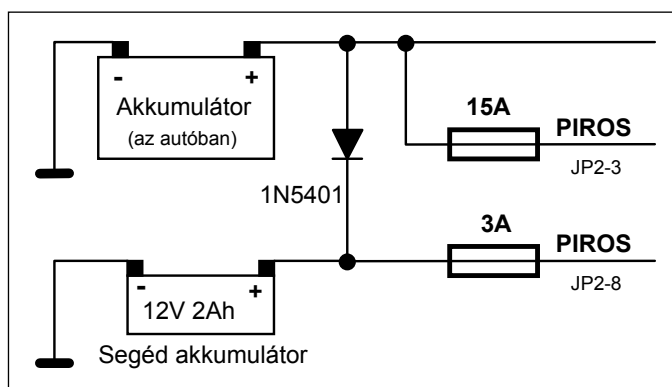 - +
Akkumulátor
(az autóban)
15A
PIROS
JP2-3
1N5401
3A
PIROS
JP2-8
- +
12V 2Ah
Segéd akkumulátor